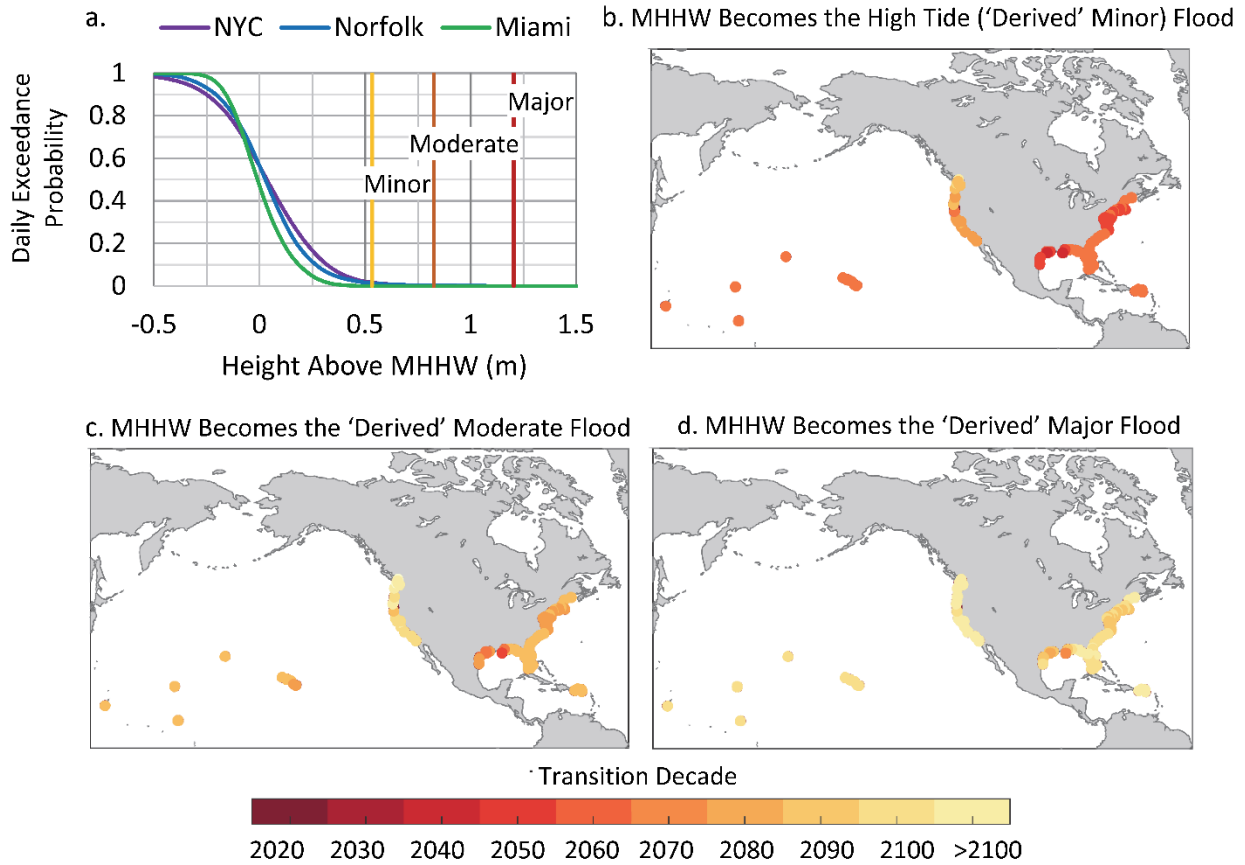 a.
NYC Norfolk Miami
Daily Exceedance
Probability
1
0.8
0.6
0.4
0.2
0
Major
Moderate
Minor
-0.5 0 0.5 1 1.5
Height Above MHHW (m)
b. MHHW Becomes the High Tide (‘Derived’ Minor) Flood
c. MHHW Becomes the ‘Derived’ Moderate Flood
d. MHHW Becomes the ‘Derived’ Major Flood
Transition Decade
2020 2030 2040 2050 2060 2070 2080 2090 2100 >2100